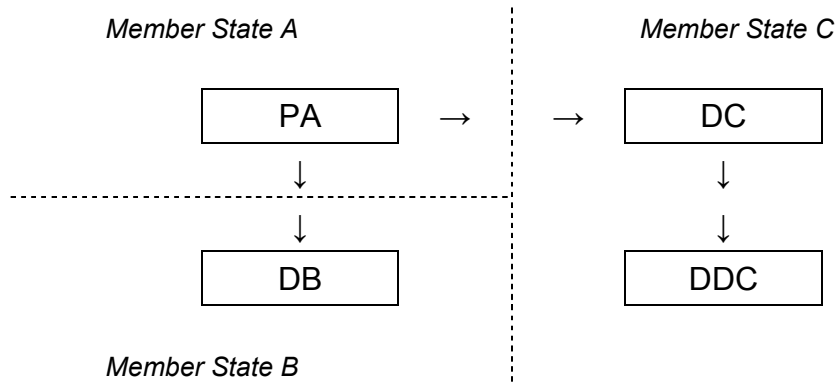 Member State A
Member State C
PA → → DC
↓ ↓
↓ ↓
DB DDC
Member State B